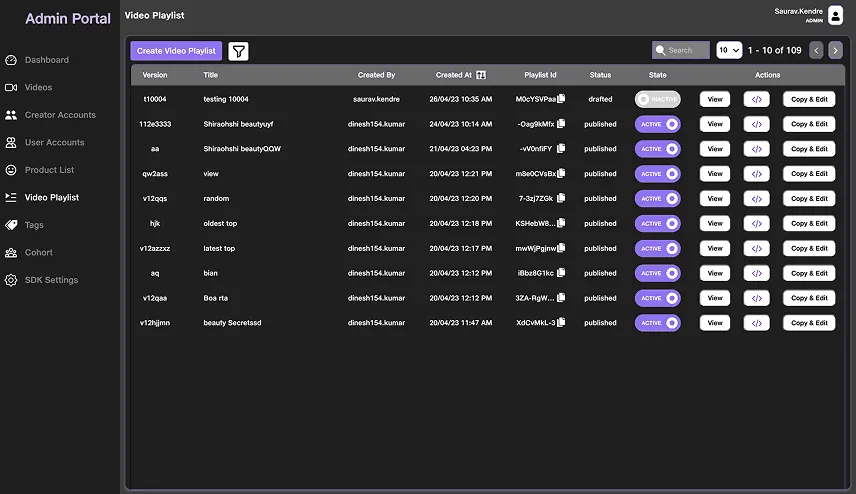 Admin Portal
Dashboard
Videos
Creator Accounts
User Accounts
Product List
Video Playlist
Tags
Cohort
SDK Settings
Video Playlist
Saurav.Kendre
ADMIN
Create Video Playlist
Search
10
1 - 10 of 109
Version Title Created By Created At Playlist Id Status State Actions
t10004 testing 10004 saurav.kendre 26/04/23 10:35 AM M0cYSVPaa drafted INACTIVE View </> Copy & Edit
112e3333 Shiraohshi beautyuyf dinesh154.kumar 24/04/23 10:14 AM -Oag9kMfx published ACTIVE View </> Copy & Edit
aa Shiraohshi beautyQQW dinesh154.kumar 21/04/23 04:23 PM -vV0nfiFY published ACTIVE View </> Copy & Edit
qw2ass view dinesh154.kumar 20/04/23 12:21 PM m8e0CVsBx published ACTIVE View </> Copy & Edit
v12qqs random dinesh154.kumar 20/04/23 12:20 PM 7-3zj7ZGk published ACTIVE View </> Copy & Edit
hjk oldest top dinesh154.kumar 20/04/23 12:18 PM KSHebW8... published ACTIVE View </> Copy & Edit
v12azzxz latest top dinesh154.kumar 20/04/23 12:17 PM mwWjPgjnw published ACTIVE View </> Copy & Edit
aq bian dinesh154.kumar 20/04/23 12:12 PM iBbz8G1kc published ACTIVE View </> Copy & Edit
v12qaa Boa rta dinesh154.kumar 20/04/23 12:12 PM 3ZA-RgW... published ACTIVE View </> Copy & Edit
v12hjjmn beauty Secretssd dinesh154.kumar 20/04/23 11:47 AM XdCvMkL-3 published ACTIVE View </> Copy & Edit